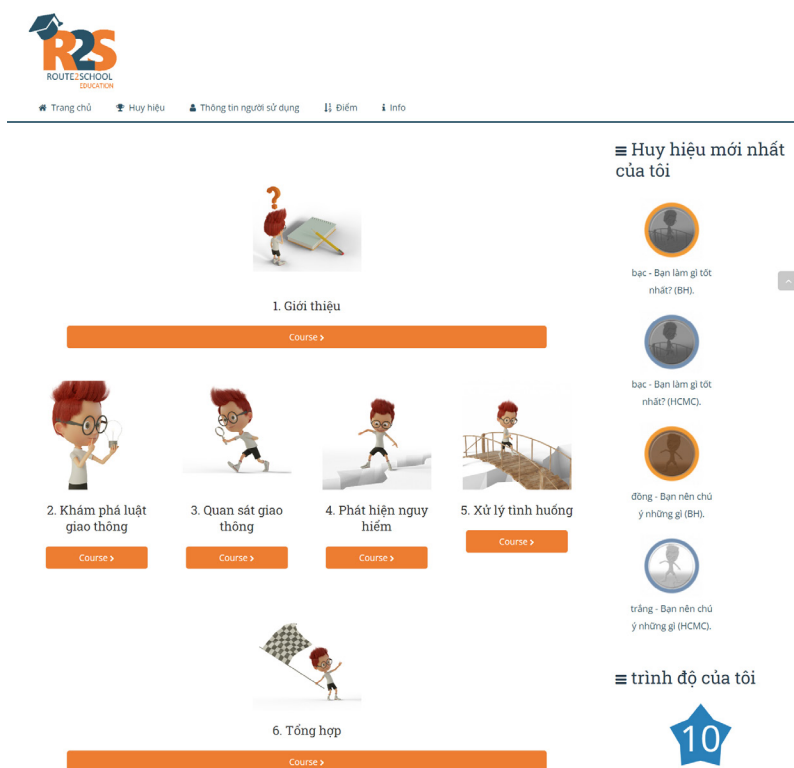 R2S
ROUTE2SCHOOL
EDUCATION
Trang chủ
Huy hiệu
Thông tin người sử dụng
Điểm
Info
1. Giới thiệu
Course
2. Khám phá luật
giao thông
Course
3. Quan sát giao
thông
Course
4. Phát hiện nguy
hiểm
Course
5. Xử lý tình huống
Course
6. Tổng hợp
Course
Huy hiệu mới nhất
của tôi
bạc - Bạn làm gì tốt
nhất? (BH).
bạc - Bạn làm gì tốt
nhất? (HCMC).
đồng - Bạn nên chú
ý những gì (BH).
trắng - Bạn nên chú
ý những gì (HCMC).
trình độ của tôi
10